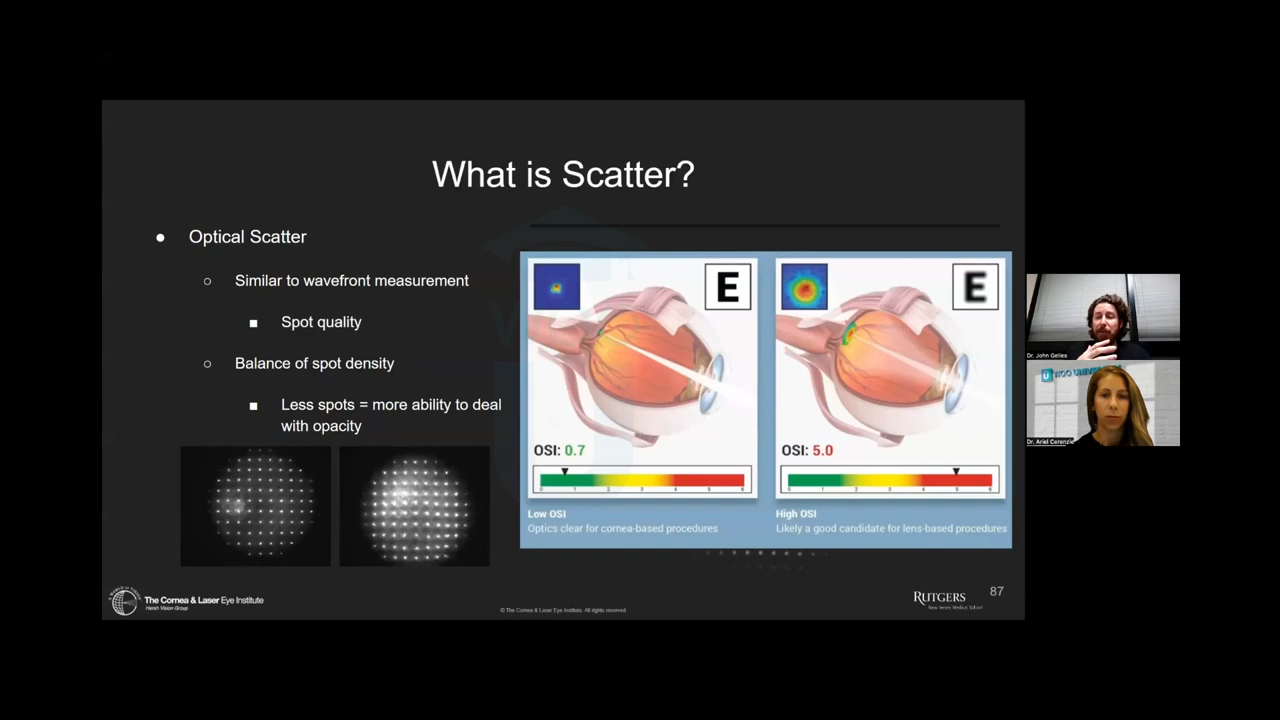 What is Scatter?
● Optical Scatter
○ Similar to wavefront measurement
■ Spot quality
○ Balance of spot density
■ Less spots = more ability to deal
with opacity
E
OSI: 0.7
Low OSI
Optics clear for cornea-based procedures
E
OSI: 5.0
High OSI
Likely a good candidate for lens-based procedures
Dr. John Gelles
WOO UNIVERSITY
Dr. Ariel Cerenzie
The Cornea & Laser Eye Institute
Hersh Vision Group
© The Cornea & Laser Eye Institute. All rights reserved
RUTGERS
New Jersey Medical School
87